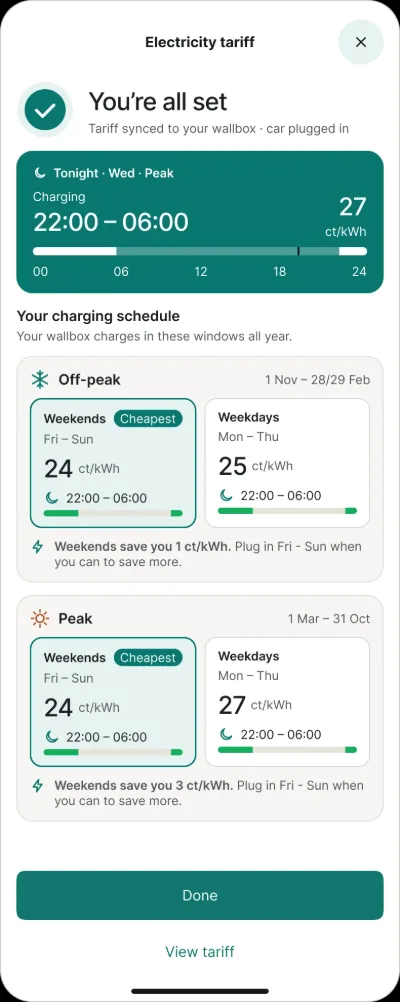 Electricity tariff
You’re all set
Tariff synced to your wallbox · car plugged in
Tonight · Wed · Peak
Charging
22:00 – 06:00
27
ct/kWh
00 06 12 18 24
Your charging schedule
Your wallbox charges in these windows all year.
Off-peak
1 Nov – 28/29 Feb
Weekends Cheapest
Fri – Sun
24 ct/kWh
22:00 – 06:00
Weekdays
Mon – Thu
25 ct/kWh
22:00 – 06:00
Weekends save you 1 ct/kWh. Plug in Fri - Sun when
you can to save more.
Peak
1 Mar – 31 Oct
Weekends Cheapest
Fri – Sun
24 ct/kWh
22:00 – 06:00
Weekdays
Mon – Thu
27 ct/kWh
22:00 – 06:00
Weekends save you 3 ct/kWh. Plug in Fri - Sun when
you can to save more.
Done
View tariff